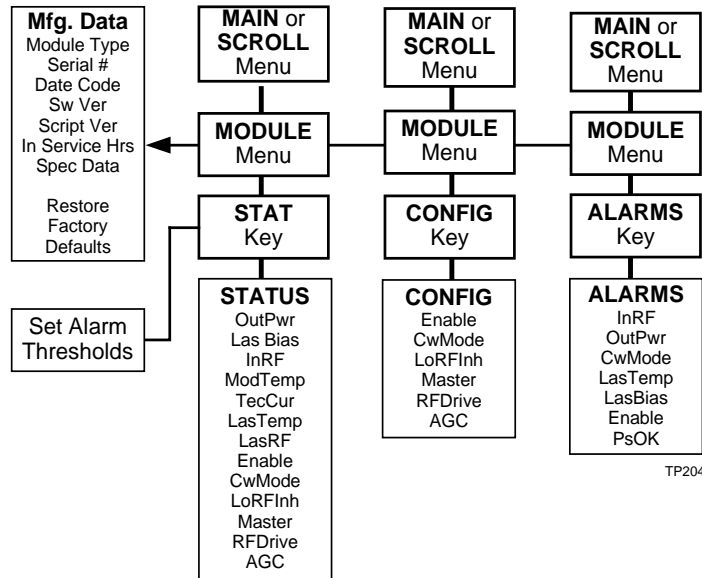 Mfg. Data
Module Type
Serial #
Date Code
Sw Ver
Script Ver
In Service Hrs
Spec Data
Restore
Factory
Defaults
MAIN or
SCROLL
Menu
MODULE
Menu
STAT
Key
Set Alarm
Thresholds
STATUS
OutPwr
Las Bias
InRF
ModTemp
TecCur
LasTemp
LasRF
Enable
CwMode
LoRFInh
Master
RFDrive
AGC
MAIN or
SCROLL
Menu
MODULE
Menu
CONFIG
Key
CONFIG
Enable
CwMode
LoRFInh
Master
RFDrive
AGC
MAIN or
SCROLL
Menu
MODULE
Menu
ALARMS
Key
ALARMS
InRF
OutPwr
CwMode
LasTemp
LasBias
Enable
PsOK
TP204